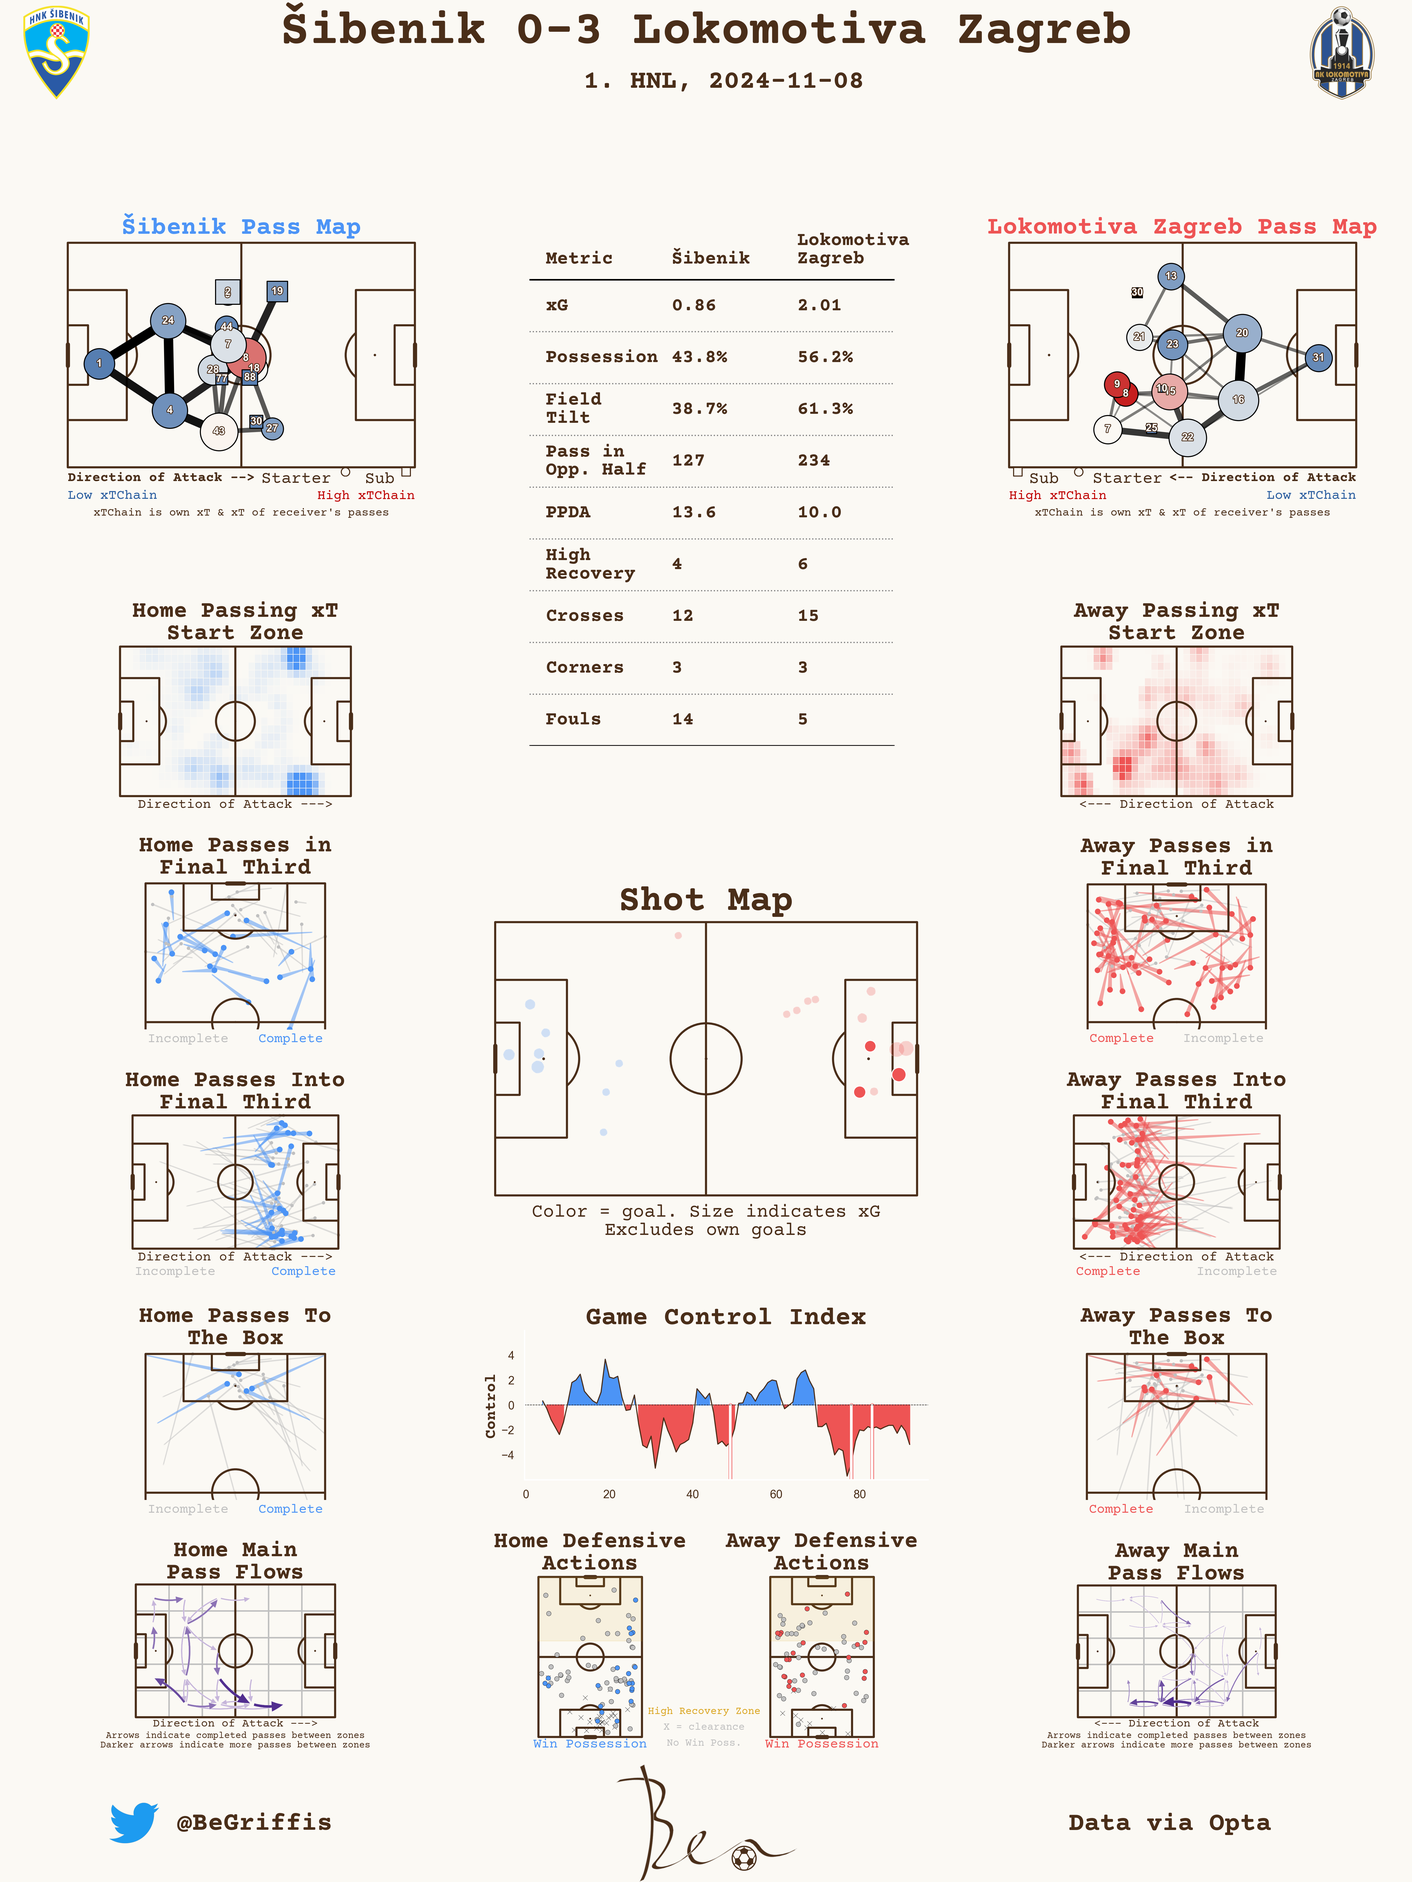 HNK ŠIBENIK
Šibenik 0-3 Lokomotiva Zagreb
1. HNL, 2024-11-08
1914
NK LOKOMOTIVA
ZAGREB
Šibenik Pass Map
1
24
4
2
19
44
7
8
18
28
77
88
43
30
27
Direction of Attack --> Starter Sub
Low xTChain High xTChain
xTChain is own xT & xT of receiver's passes
Metric Šibenik Lokomotiva Zagreb
xG 0.86 2.01
Possession 43.8% 56.2%
Field Tilt 38.7% 61.3%
Pass in Opp. Half 127 234
PPDA 13.6 10.0
High Recovery 4 6
Crosses 12 15
Corners 3 3
Fouls 14 5
Lokomotiva Zagreb Pass Map
13
30
21
23
20
31
9
8
10
15
16
7
25
22
Sub Starter <-- Direction of Attack
High xTChain Low xTChain
xTChain is own xT & xT of receiver's passes
Home Passing xT
Start Zone
Direction of Attack --->
Away Passing xT
Start Zone
<--- Direction of Attack
Home Passes in
Final Third
Incomplete Complete
Away Passes in
Final Third
Complete Incomplete
Shot Map
Color = goal. Size indicates xG
Excludes own goals
Home Passes Into
Final Third
Direction of Attack --->
Incomplete Complete
Away Passes Into
Final Third
<--- Direction of Attack
Complete Incomplete
Home Passes To
The Box
Incomplete Complete
Game Control Index
Control
4
2
0
−2
−4
0 20 40 60 80
Away Passes To
The Box
Complete Incomplete
Home Main
Pass Flows
Direction of Attack --->
Arrows indicate completed passes between zones
Darker arrows indicate more passes between zones
Home Defensive
Actions
Win Possession
Away Defensive
Actions
Win Possession
High Recovery Zone
X = clearance
No Win Poss.
Away Main
Pass Flows
<--- Direction of Attack
Arrows indicate completed passes between zones
Darker arrows indicate more passes between zones
@BeGriffis
Ben
Data via Opta